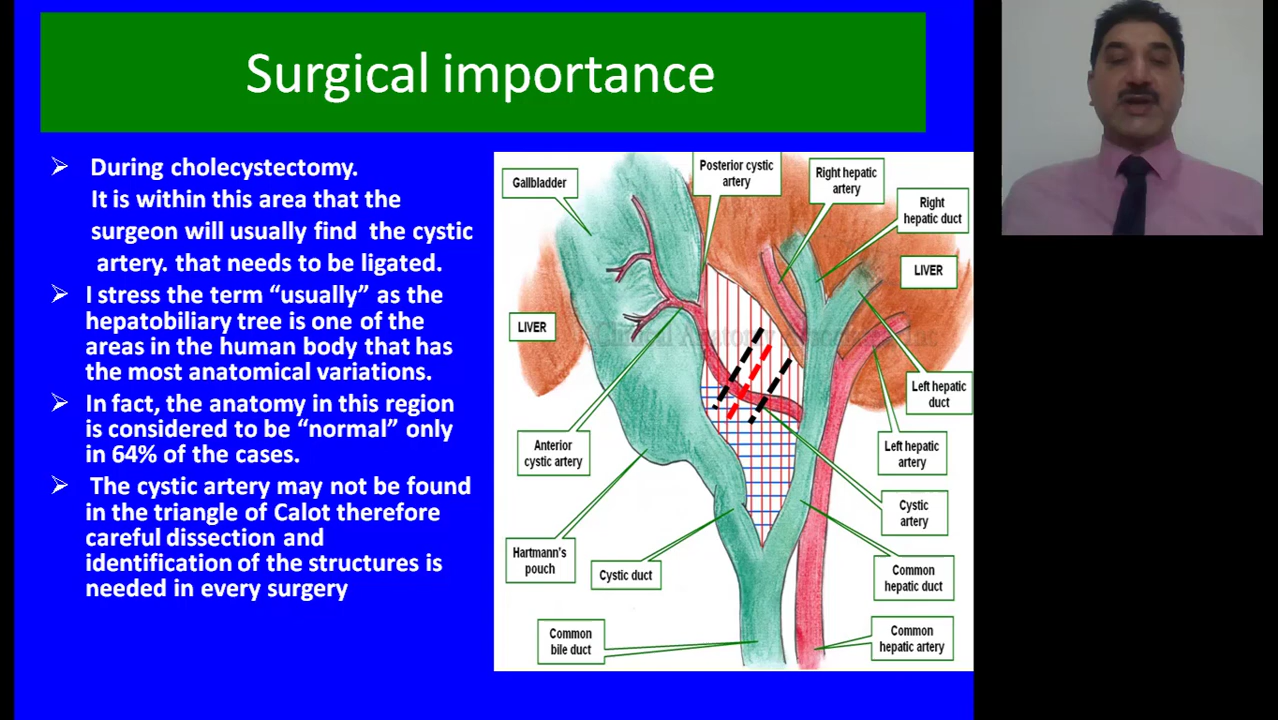 Surgical importance
➢ During cholecystectomy.
It is within this area that the
surgeon will usually find the cystic
artery. that needs to be ligated.
➢ I stress the term “usually” as the
hepatobiliary tree is one of the
areas in the human body that has
the most anatomical variations.
➢ In fact, the anatomy in this region
is considered to be “normal” only
in 64% of the cases.
➢ The cystic artery may not be found
in the triangle of Calot therefore
careful dissection and
identification of the structures is
needed in every surgery
Gallbladder
Posterior cystic
artery
Right hepatic
artery
Right
hepatic duct
LIVER
LIVER
Left hepatic
duct
Anterior
cystic artery
Left hepatic
artery
Cystic
artery
Hartmann's
pouch
Cystic duct
Common
hepatic duct
Common
bile duct
Common
hepatic artery